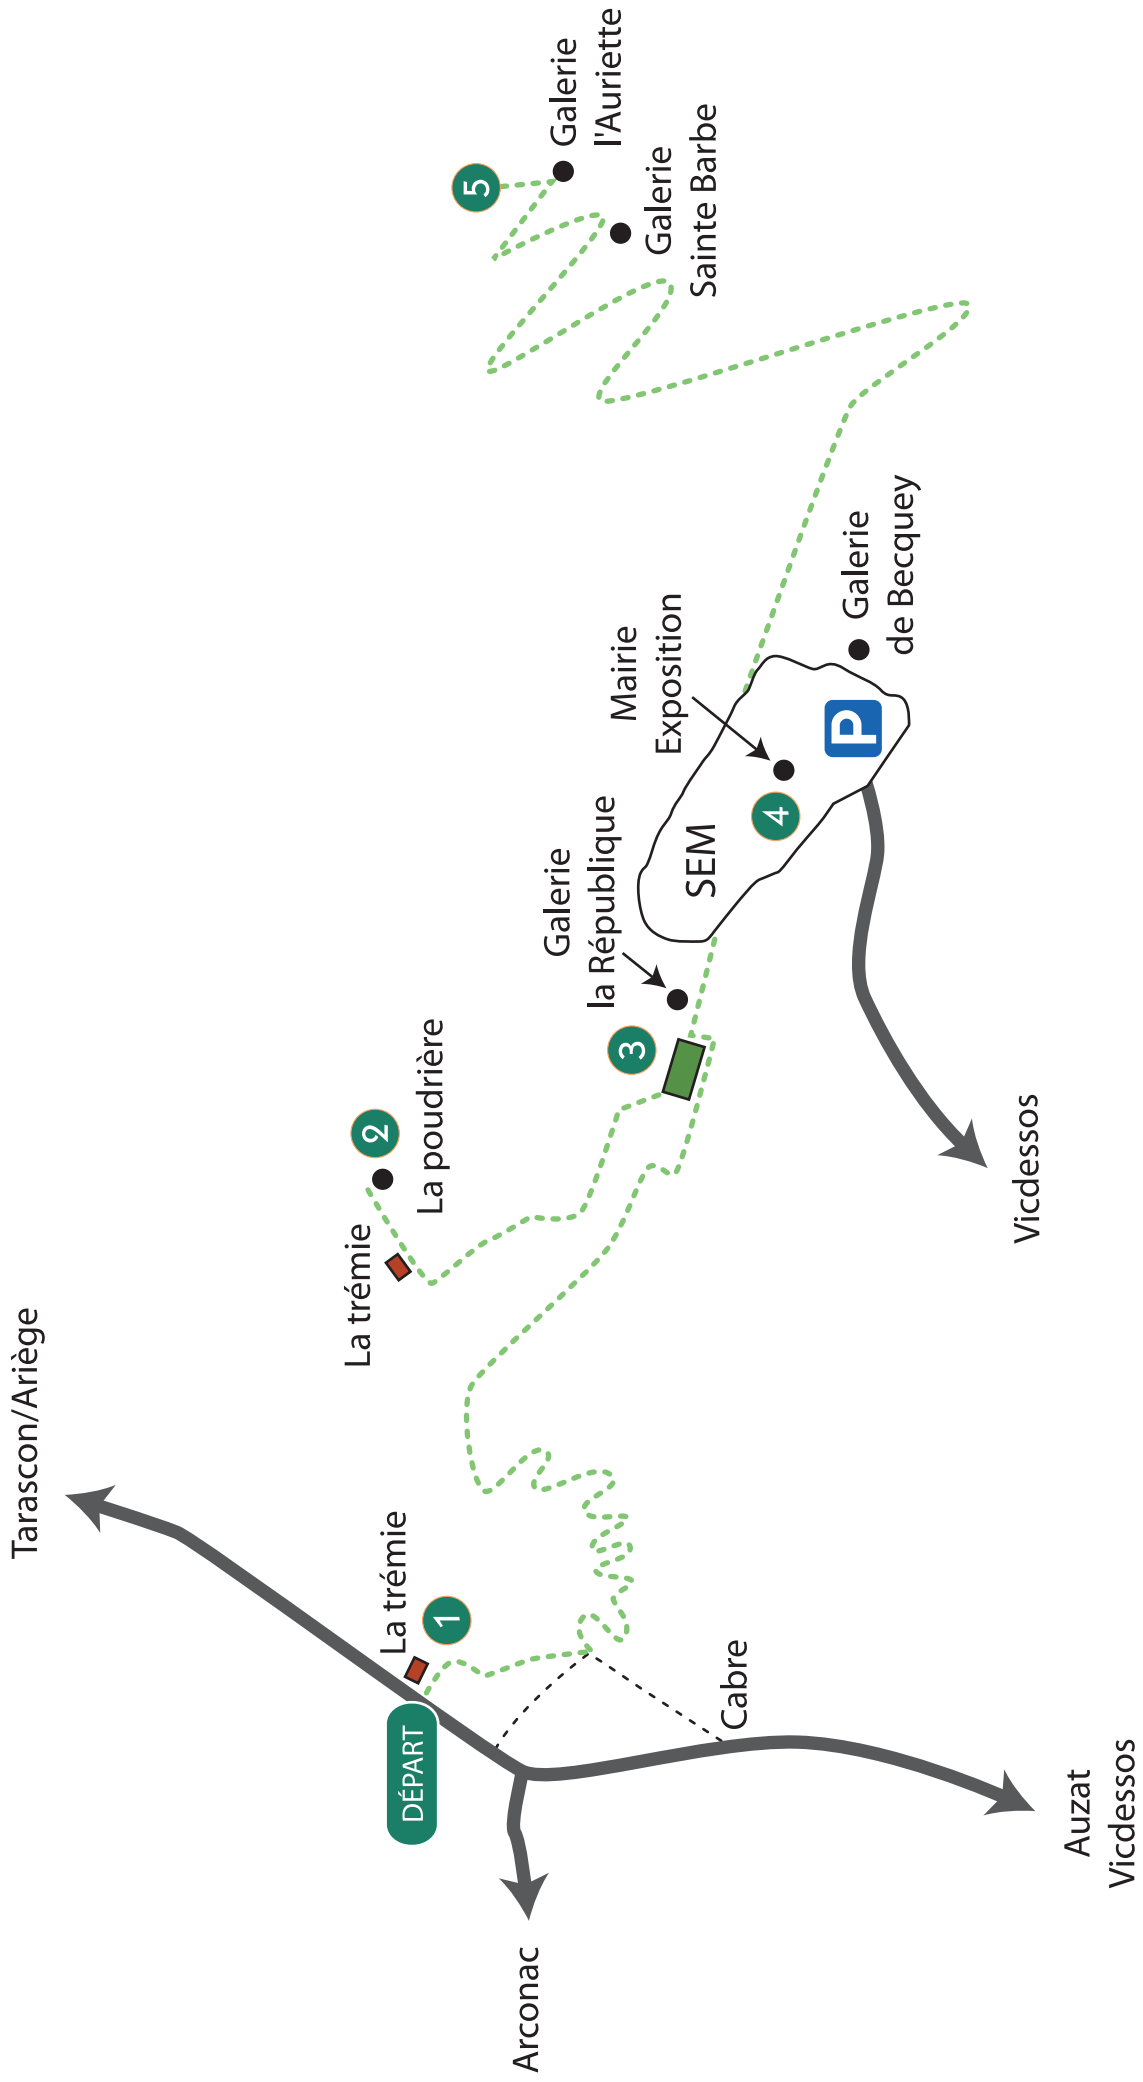 Tarascon/Ariège
La trémie
1
DÉPART
Arconac
Cabre
Auzat
Vicdessos
La trémie
2
La poudrière
3
Galerie
la République
SEM
4
Mairie
Exposition
P
Galerie
de Becquey
Vicdessos
Galerie
Sainte Barbe
5
Galerie
l'Auriette